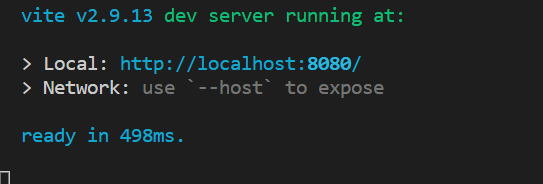 vite v2.9.13 dev server running at:
> Local: http://localhost:8080/
> Network: use `--host` to expose
ready in 498ms.